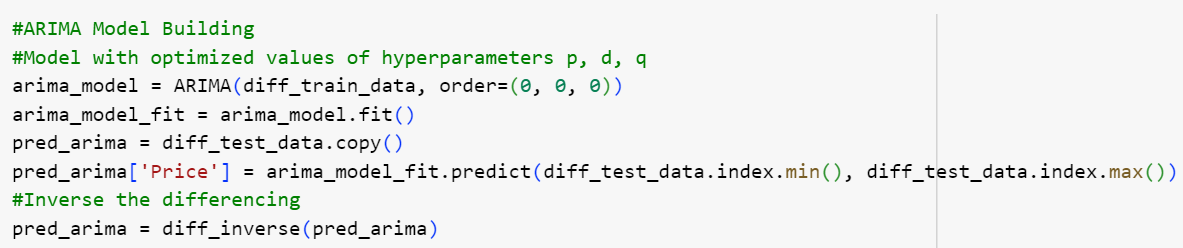 #ARIMA Model Building
#Model with optimized values of hyperparameters p, d, q
arima_model = ARIMA(diff_train_data, order=(0, 0, 0))
arima_model_fit = arima_model.fit()
pred_arima = diff_test_data.copy()
pred_arima['Price'] = arima_model_fit.predict(diff_test_data.index.min(), diff_test_data.index.max())
#Inverse the differencing
pred_arima = diff_inverse(pred_arima)